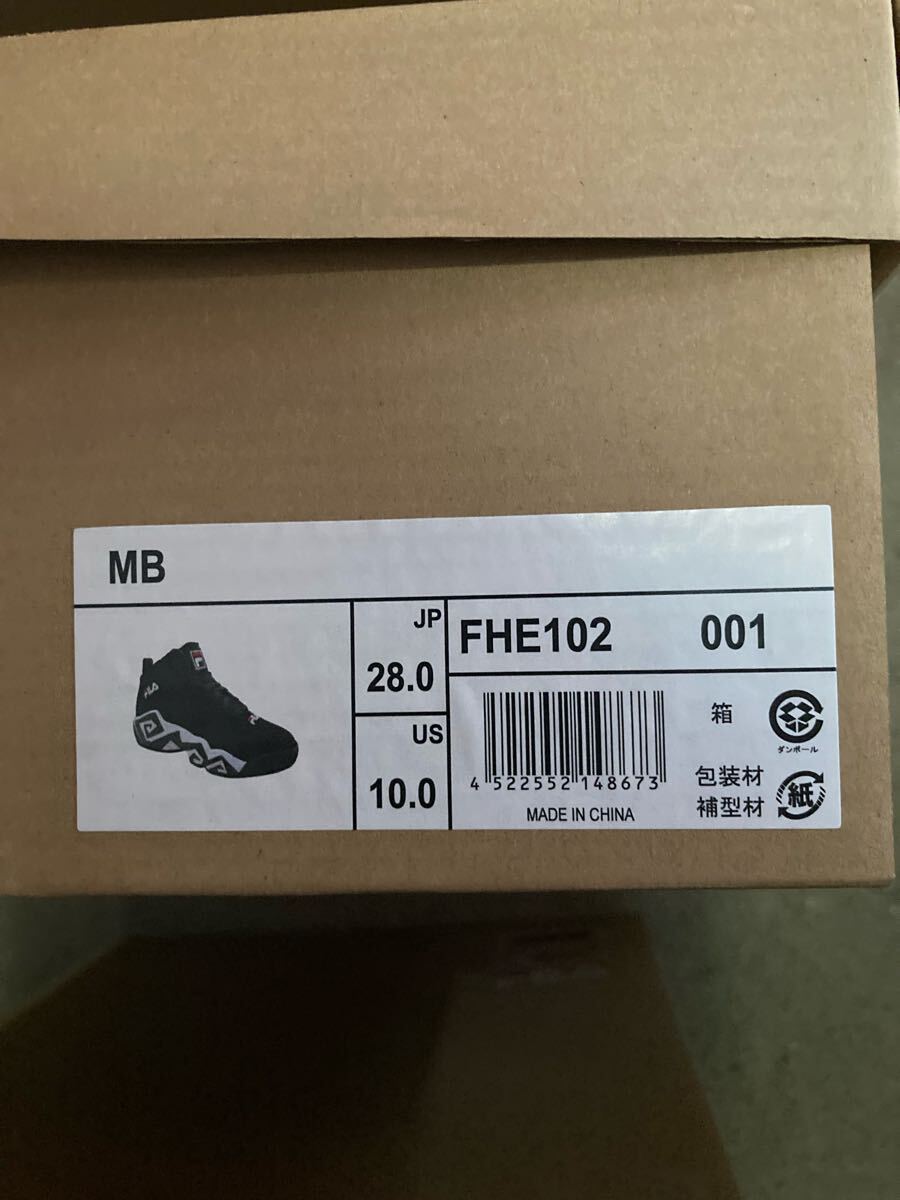 MB
FILA
JP
28.0
US
10.0
FHE102 001
4 522552 148673
MADE IN CHINA
箱
ダンボール
包装材
補型材
紙